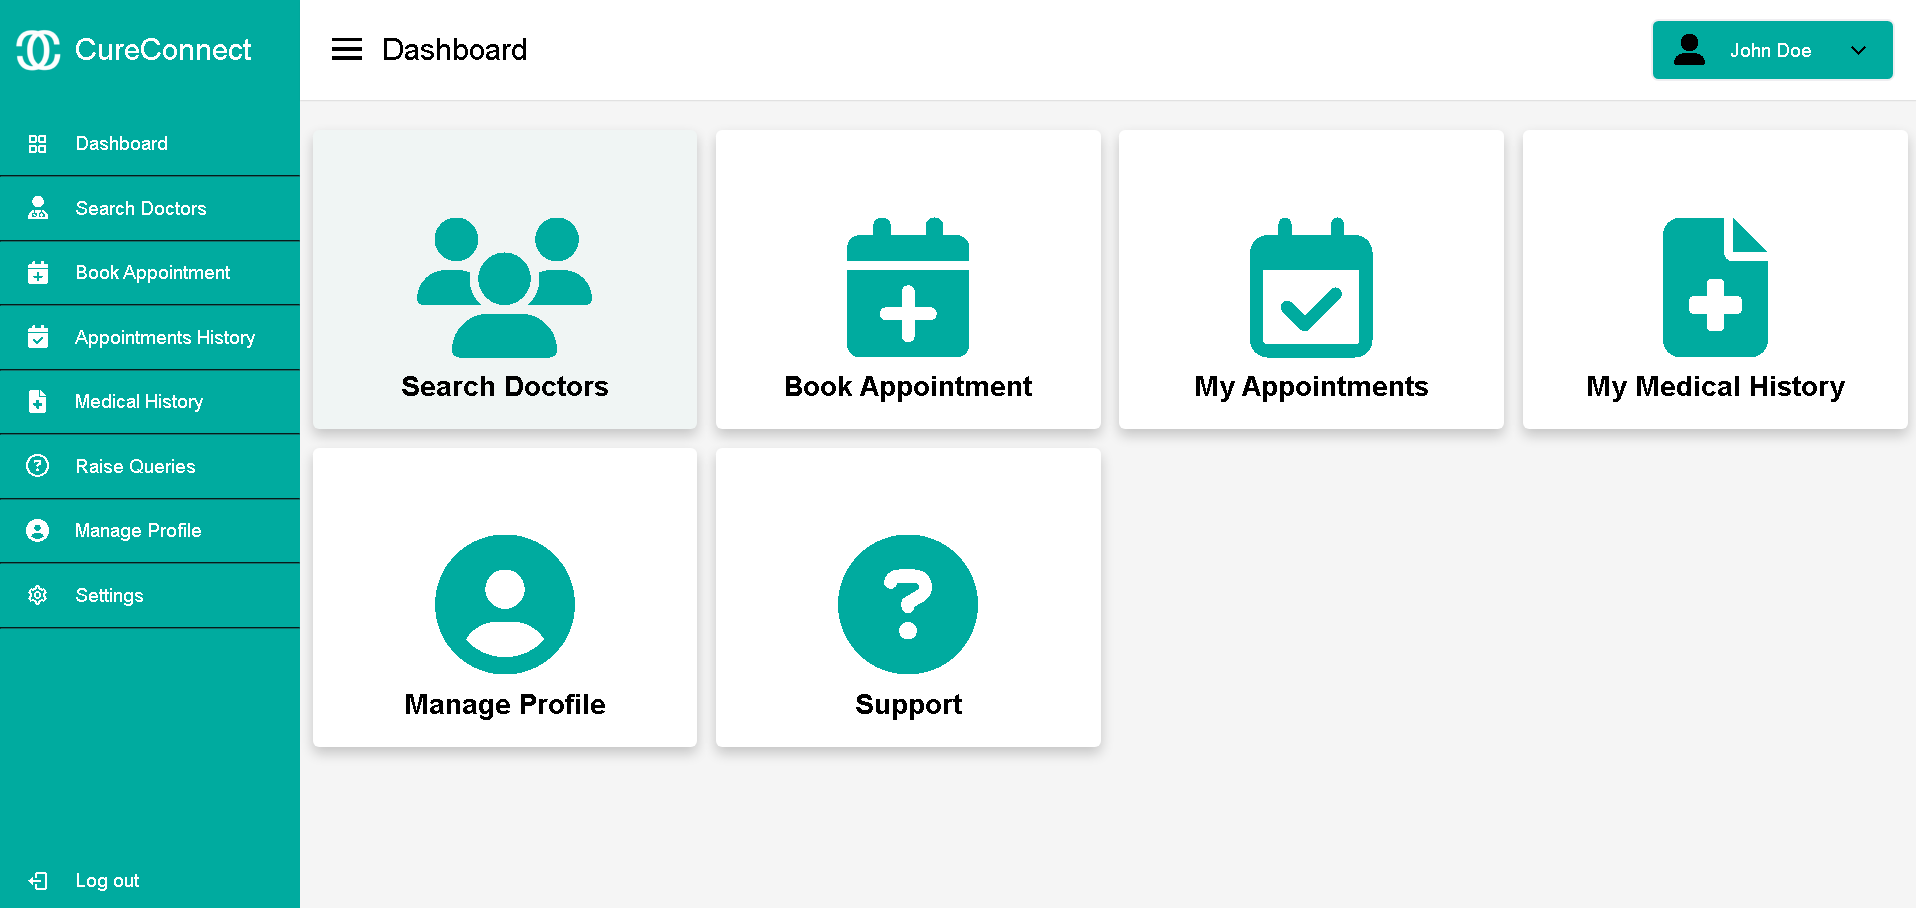 CureConnect
Dashboard
Search Doctors
Book Appointment
Appointments History
Medical History
Raise Queries
Manage Profile
Settings
Log out
Dashboard
John Doe
Search Doctors
Book Appointment
My Appointments
My Medical History
Manage Profile
Support